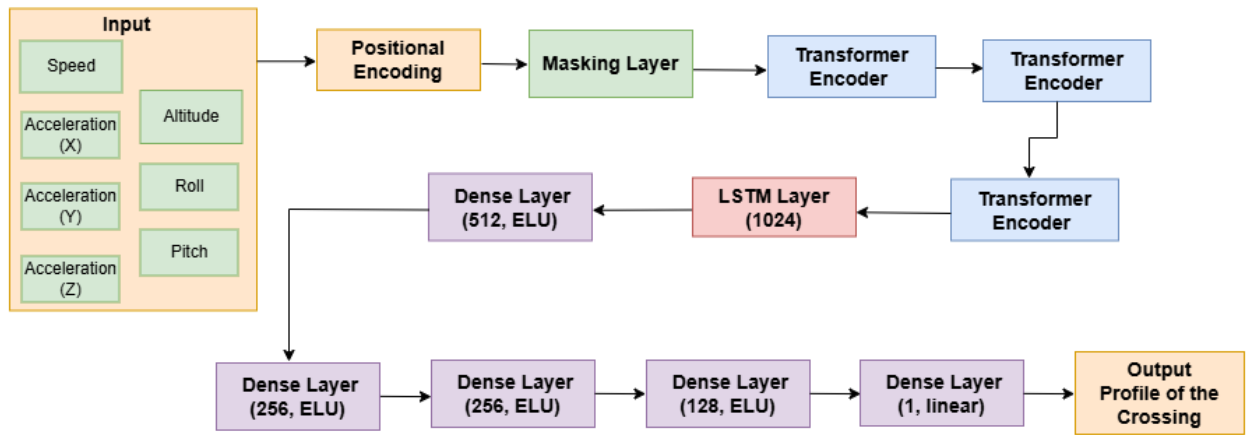 Input
Speed
Acceleration
(X)
Acceleration
(Y)
Acceleration
(Z)
Altitude
Roll
Pitch
Positional
Encoding
Masking Layer
Transformer
Encoder
Transformer
Encoder
Transformer
Encoder
LSTM Layer
(1024)
Dense Layer
(512, ELU)
Dense Layer
(256, ELU)
Dense Layer
(256, ELU)
Dense Layer
(128, ELU)
Dense Layer
(1, linear)
Output
Profile of the
Crossing